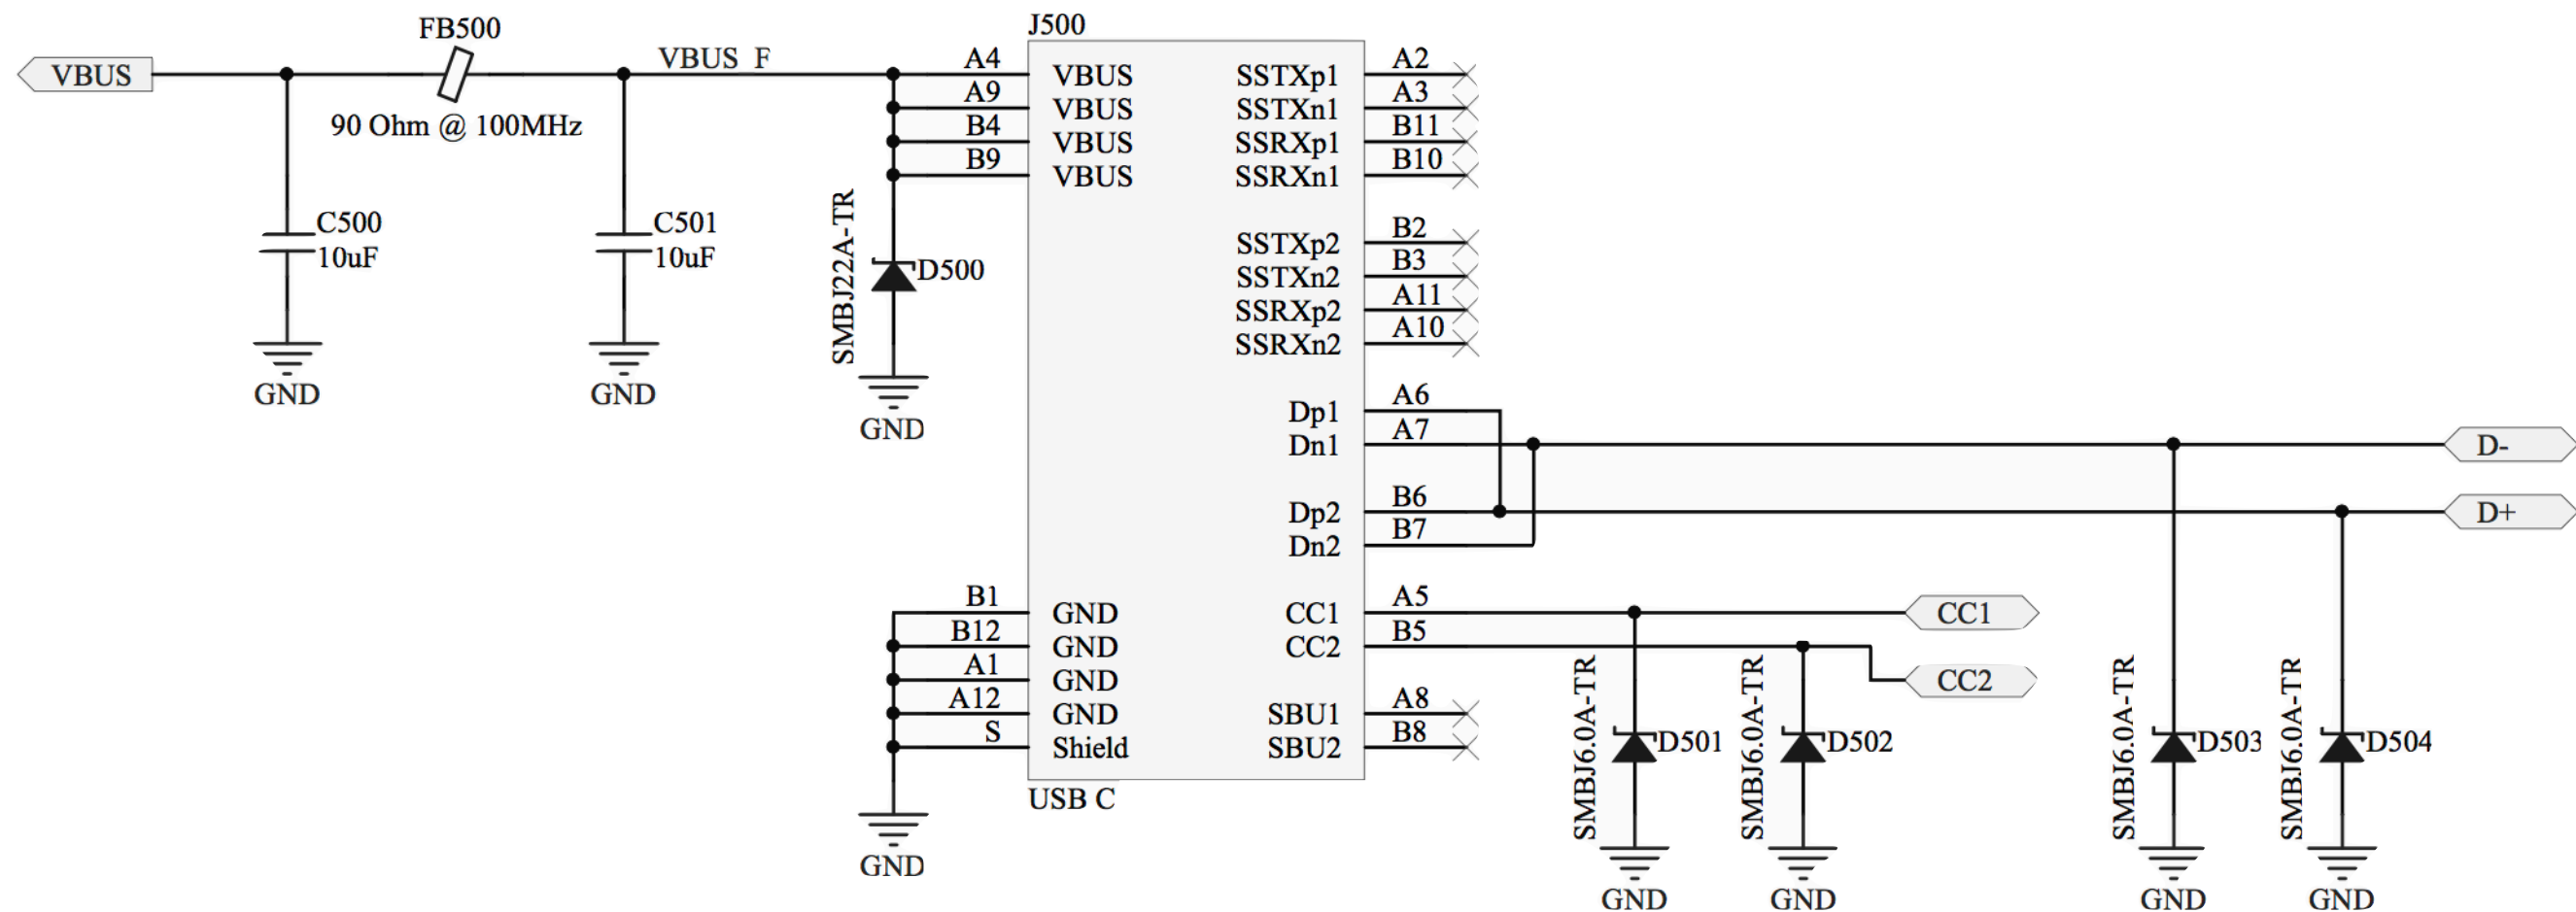 J500
FB500
VBUS
VBUS_F
90 Ohm @ 100MHz
A4
VBUS
A9
VBUS
B4
VBUS
B9
VBUS
SSTXp1
A2
SSTXn1
A3
SSRXp1
B11
SSRXn1
B10
C500
10uF
C501
10uF
SMBJ22A-TR
D500
GND
GND
GND
SSTXp2
B2
SSTXn2
B3
SSRXp2
A11
SSRXn2
A10
Dp1
A6
Dn1
A7
D-
Dp2
B6
D+
Dn2
B7
B1
GND
B12
GND
A1
GND
A12
GND
S
Shield
CC1
A5
CC1
CC2
B5
CC2
SBU1
A8
SBU2
B8
USB C
GND
SMBJ6.0A-TR
D501
SMBJ6.0A-TR
D502
SMBJ6.0A-TR
D503
SMBJ6.0A-TR
D504
GND
GND
GND
GND